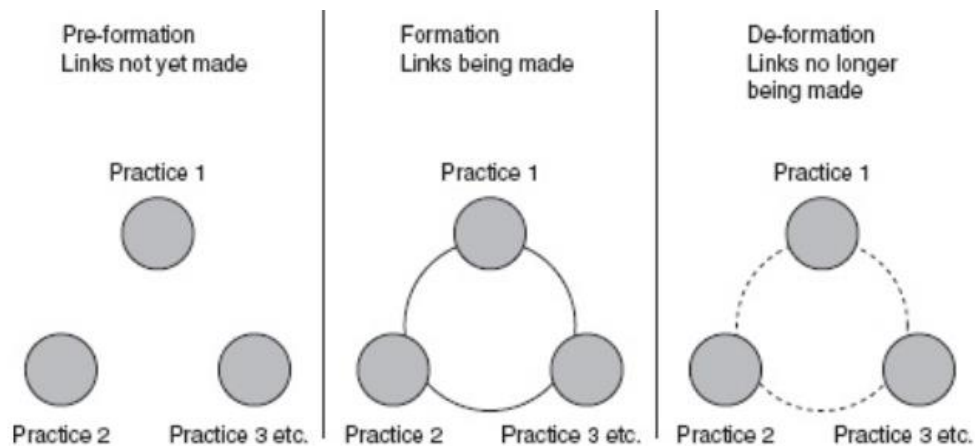 Pre-formation
Links not yet made
Practice 1
Practice 2
Practice 3 etc.
Formation
Links being made
Practice 1
Practice 2
Practice 3 etc.
De-formation
Links no longer
being made
Practice 1
Practice 2
Practice 3 etc.